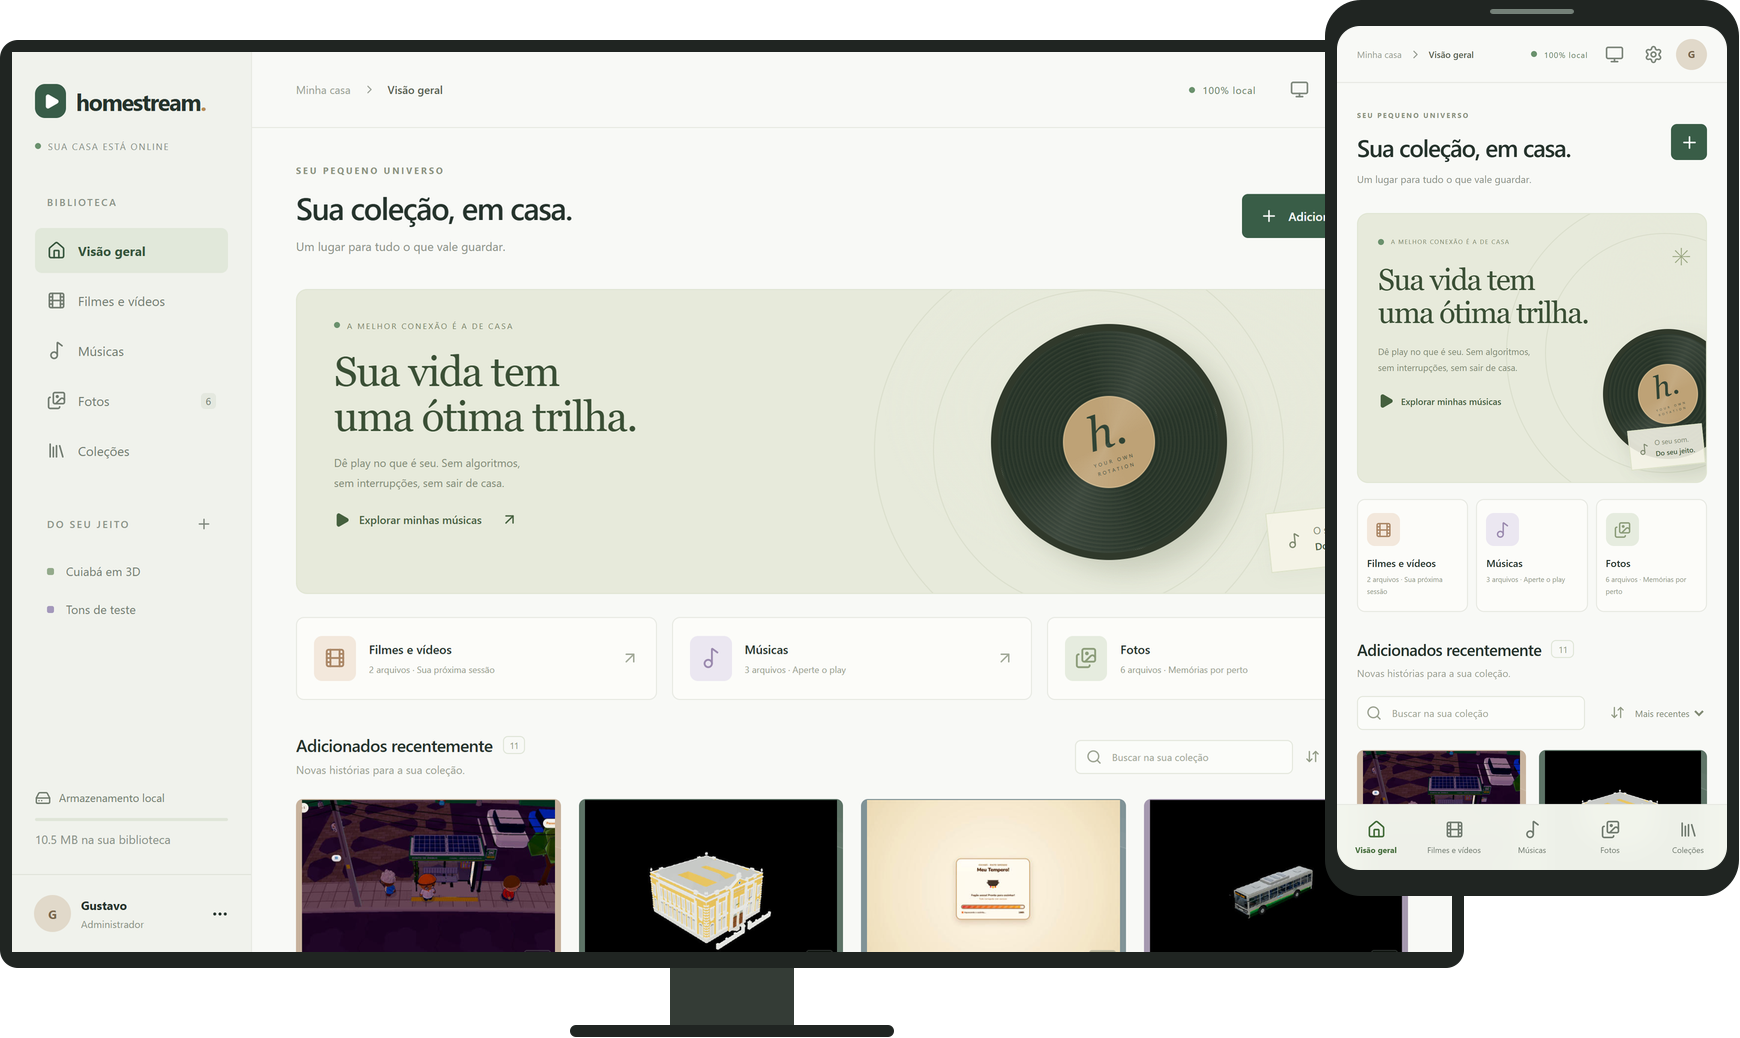 homestream.
SUA CASA ESTÁ ONLINE
BIBLIOTECA
Visão geral
Filmes e vídeos
Músicas
Fotos 6
Coleções
DO SEU JEITO
Cuiabá em 3D
Tons de teste
Armazenamento local
10.5 MB na sua biblioteca
G
Gustavo
Administrador
Minha casa Visão geral
100% local
SEU PEQUENO UNIVERSO
Sua coleção, em casa.
Um lugar para tudo o que vale guardar.
A MELHOR CONEXÃO É A DE CASA
Sua vida tem
uma ótima trilha.
Dê play no que é seu. Sem algoritmos,
sem interrupções, sem sair de casa.
Explorar minhas músicas
h.
YOUR OWN
ROTATION
Filmes e vídeos
2 arquivos · Sua próxima sessão
Músicas
3 arquivos · Aperte o play
Fotos
6 arquivos · Memórias por perto
Adicionados recentemente 11
Novas histórias para a sua coleção.
Buscar na sua coleção
Meu Tempero!
Minha casa Visão geral
100% local
G
SEU PEQUENO UNIVERSO
Sua coleção, em casa.
Um lugar para tudo o que vale guardar.
A MELHOR CONEXÃO É A DE CASA
Sua vida tem
uma ótima trilha.
Dê play no que é seu. Sem algoritmos,
sem interrupções, sem sair de casa.
Explorar minhas músicas
h.
YOUR OWN
ROTATION
O seu som.
Do seu jeito.
Filmes e vídeos
2 arquivos · Sua próxima
sessão
Músicas
3 arquivos · Aperte o play
Fotos
6 arquivos · Memórias por
perto
Adicionados recentemente 11
Novas histórias para a sua coleção.
Buscar na sua coleção
Mais recentes
Visão geral
Filmes e vídeos
Músicas
Fotos
Coleções